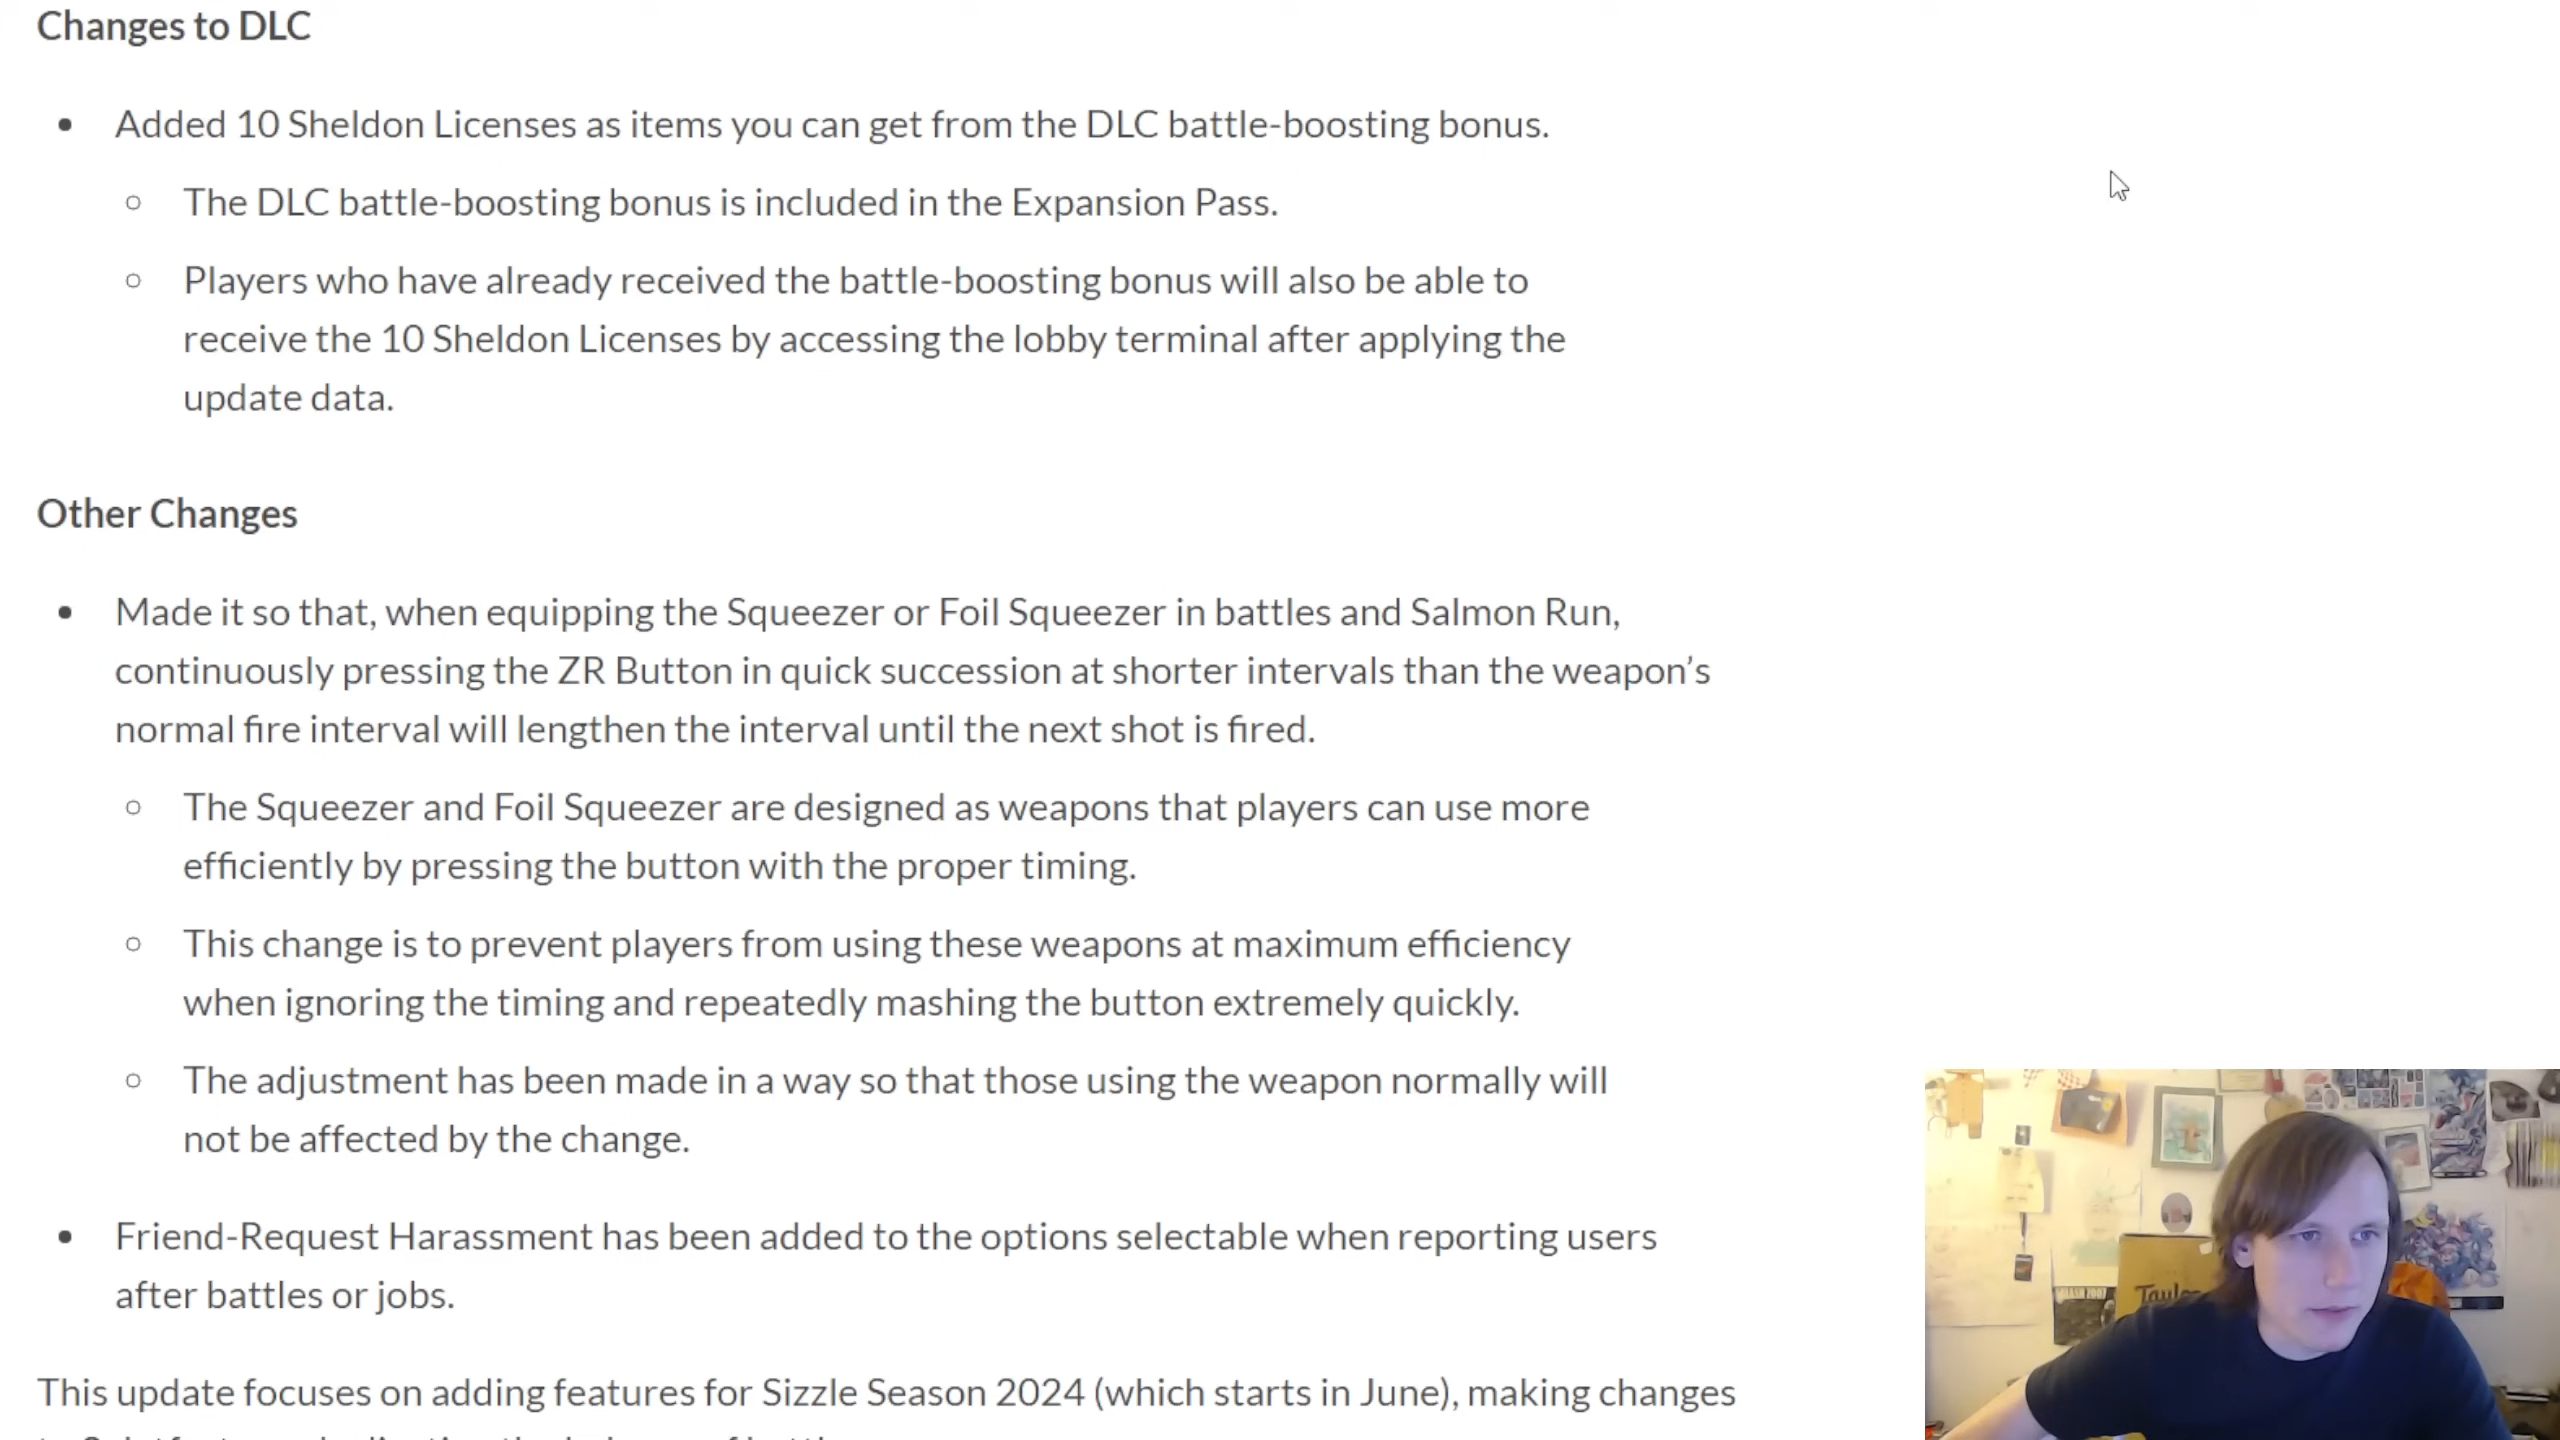 Changes to DLC
• Added 10 Sheldon Licenses as items you can get from the DLC battle-boosting bonus.
○ The DLC battle-boosting bonus is included in the Expansion Pass.
○ Players who have already received the battle-boosting bonus will also be able to
receive the 10 Sheldon Licenses by accessing the lobby terminal after applying the
update data.
Other Changes
• Made it so that, when equipping the Squeezer or Foil Squeezer in battles and Salmon Run,
continuously pressing the ZR Button in quick succession at shorter intervals than the weapon’s
normal fire interval will lengthen the interval until the next shot is fired.
○ The Squeezer and Foil Squeezer are designed as weapons that players can use more
efficiently by pressing the button with the proper timing.
○ This change is to prevent players from using these weapons at maximum efficiency
when ignoring the timing and repeatedly mashing the button extremely quickly.
○ The adjustment has been made in a way so that those using the weapon normally will
not be affected by the change.
• Friend-Request Harassment has been added to the options selectable when reporting users
after battles or jobs.
This update focuses on adding features for Sizzle Season 2024 (which starts in June), making changes